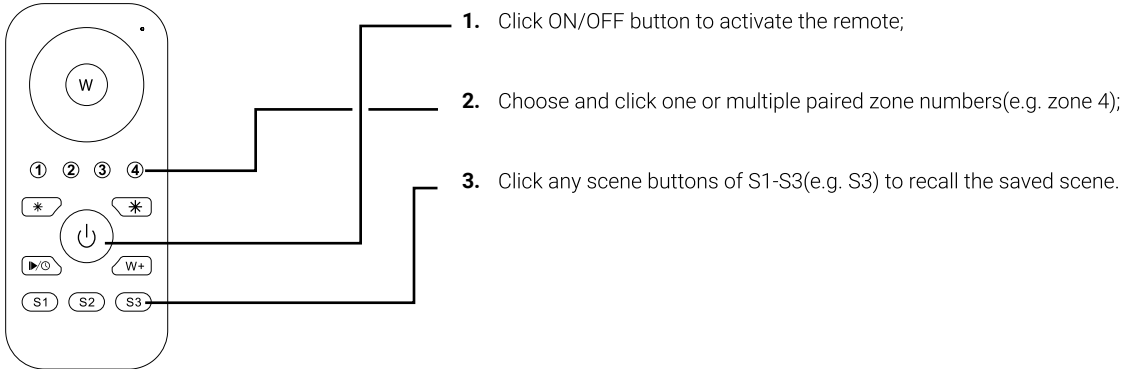 1. Click ON/OFF button to activate the remote;
2. Choose and click one or multiple paired zone numbers(e.g. zone 4);
3. Click any scene buttons of S1-S3(e.g. S3) to recall the saved scene.
W
1 2 3 4
W+
S1 S2 S3